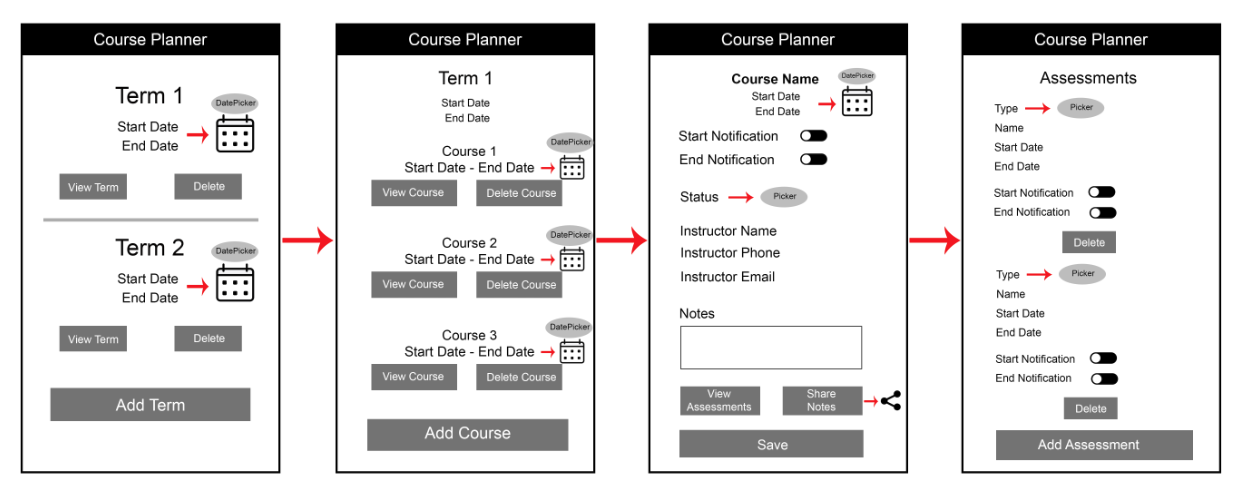 Course Planner
Term 1
DatePicker
Start Date
End Date
View Term
Delete
Term 2
DatePicker
Start Date
End Date
View Term
Delete
Add Term
Course Planner
Term 1
Start Date
End Date
DatePicker
Course 1
Start Date - End Date
View Course
Delete Course
DatePicker
Course 2
Start Date - End Date
View Course
Delete Course
DatePicker
Course 3
Start Date - End Date
View Course
Delete Course
Add Course
Course Planner
Course Name
DatePicker
Start Date
End Date
Start Notification
End Notification
Status
Picker
Instructor Name
Instructor Phone
Instructor Email
Notes
View
Assessments
Share
Notes
Save
Course Planner
Assessments
Type
Picker
Name
Start Date
End Date
Start Notification
End Notification
Delete
Type
Picker
Name
Start Date
End Date
Start Notification
End Notification
Delete
Add Assessment